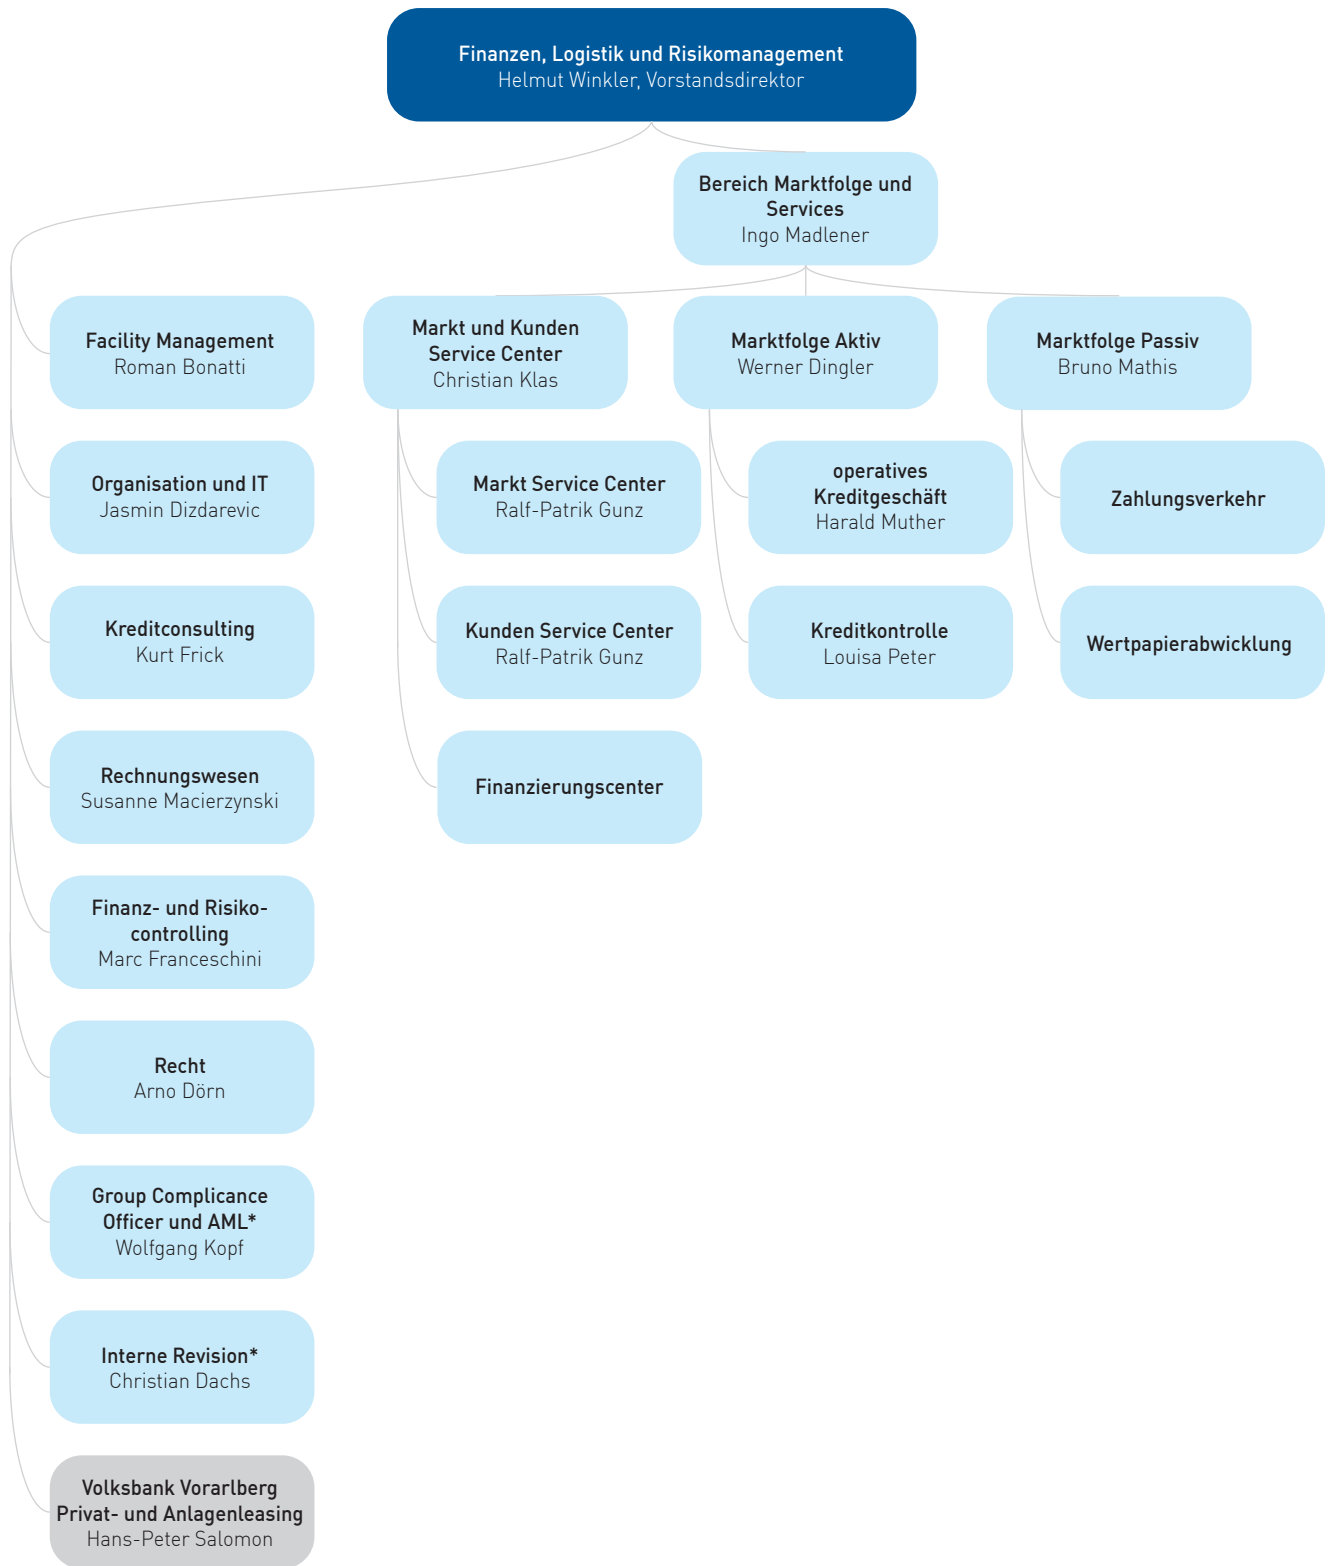 Finanzen, Logistik und Risikomanagement
Helmut Winkler, Vorstandsdirektor
Bereich Marktfolge und
Services
Ingo Madlener
Facility Management
Roman Bonatti
Markt und Kunden
Service Center
Christian Klas
Marktfolge Aktiv
Werner Dingler
Marktfolge Passiv
Bruno Mathis
Organisation und IT
Jasmin Dizdarevic
Markt Service Center
Ralf-Patrik Gunz
operatives
Kreditgeschäft
Harald Muther
Zahlungsverkehr
Kreditconsulting
Kurt Frick
Kunden Service Center
Ralf-Patrik Gunz
Kreditkontrolle
Louisa Peter
Wertpapierabwicklung
Rechnungswesen
Susanne Macierzynski
Finanzierungscenter
Finanz- und Risiko-
controlling
Marc Franceschini
Recht
Arno Dörn
Group Complicance
Officer und AML*
Wolfgang Kopf
Interne Revision*
Christian Dachs
Volksbank Vorarlberg
Privat- und Anlagenleasing
Hans-Peter Salomon